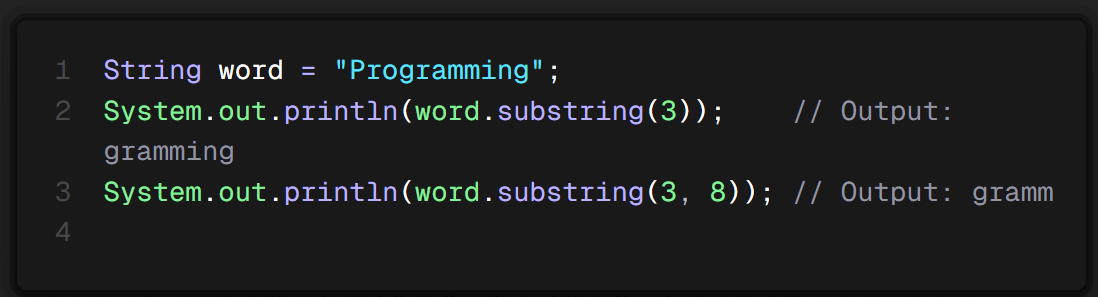 1 String word = "Programming";
2 System.out.println(word.substring(3));    // Output:
gramming
3 System.out.println(word.substring(3, 8)); // Output: gramm
4